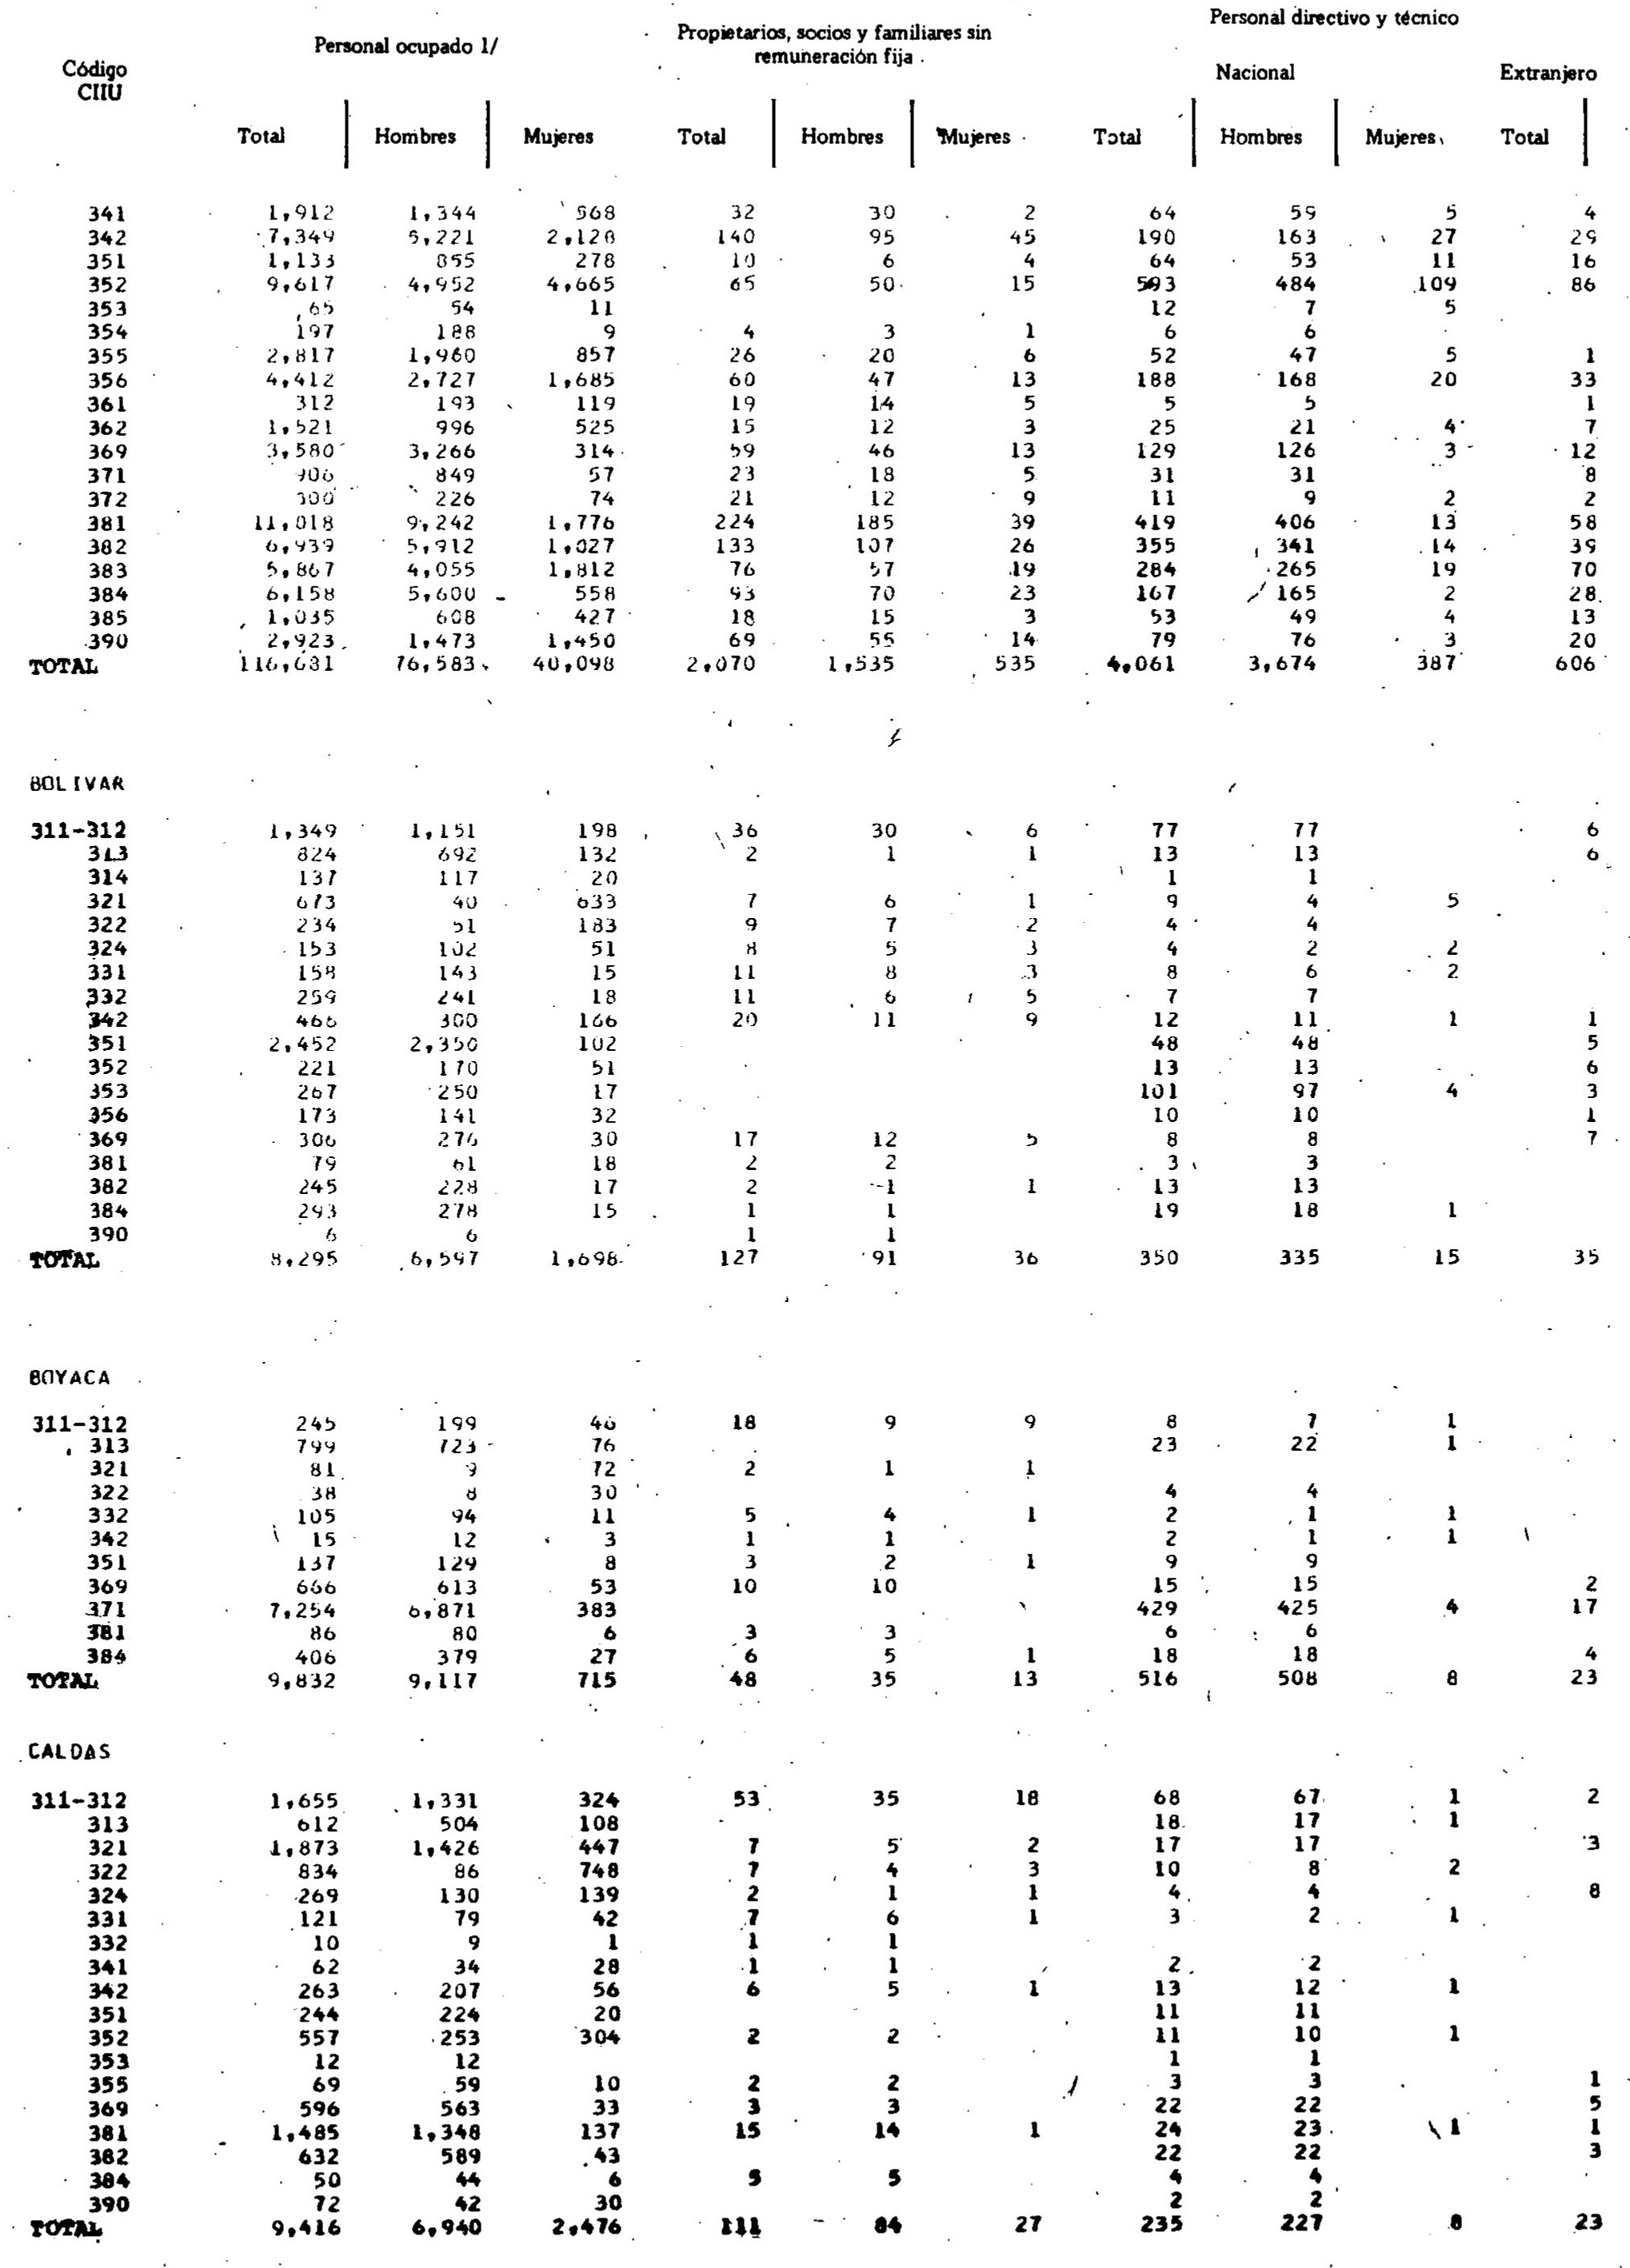 Personal directivo y técnico
Personal ocupado 1/ Propietarios, socios y familiares sin remuneración fija
Código CIIU Nacional Extranjero
Total Hombres Mujeres Total Hombres Mujeres Total Hombres Mujeres Total
341 1,912 1,344 568 32 30 2 64 59 5 4
342 7,349 5,221 2,128 140 95 45 190 163 27 29
351 1,133 855 278 10 6 4 64 53 11 16
352 9,617 4,952 4,665 65 50 15 593 484 109 86
353 65 54 11 12 7 5
354 197 188 9 4 3 1 6 6
355 2,817 1,960 857 26 20 6 52 47 5 1
356 4,412 2,727 1,685 60 47 13 188 168 20 33
361 312 193 119 19 14 5 5 5 1
362 1,521 996 525 15 12 3 25 21 4 7
369 3,580 3,266 314 59 46 13 129 126 3 12
371 906 849 57 23 18 5 31 31 8
372 300 226 74 21 12 9 11 9 2 2
381 11,018 9,242 1,776 224 185 39 419 406 13 58
382 6,939 5,912 1,027 133 107 26 355 341 14 39
383 5,867 4,055 1,812 76 57 19 284 265 19 70
384 6,158 5,600 558 93 70 23 167 165 2 28
385 1,035 608 427 18 15 3 53 49 4 13
390 2,923 1,473 1,450 69 55 14 79 76 3 20
TOTAL 116,681 76,583 40,098 2,070 1,535 535 4,061 3,674 387 606
BOLIVAR
311-312 1,349 1,151 198 36 30 6 77 77 6
313 824 692 132 2 1 1 13 13 6
314 137 117 20 1 1
321 673 40 633 7 6 1 9 4 5
322 234 51 183 9 7 2 4 4
324 153 102 51 8 5 3 4 2 2
331 158 143 15 11 8 3 8 6 2
332 259 241 18 11 6 5 7 7
342 466 300 166 20 11 9 12 11 1 1
351 2,452 2,350 102 48 48 5
352 221 170 51 13 13 6
353 267 250 17 101 97 4 3
356 173 141 32 10 10 1
369 306 276 30 17 12 5 8 8 7
381 79 61 18 2 2 3 3
382 245 228 17 2 1 1 13 13
384 293 278 15 1 1 19 18 1
390 6 6 1 1
TOTAL 8,295 6,597 1,698 127 91 36 350 335 15 35
BOYACA
311-312 245 199 46 18 9 9 8 7 1
313 799 723 76 23 22 1
321 81 9 72 2 1 1
322 38 8 30 4 4
332 105 94 11 5 4 1 2 1 1
342 15 12 3 1 1 2 1 1
351 137 129 8 3 2 1 9 9
369 666 613 53 10 10 15 15 2
371 7,254 6,871 383 429 425 4 17
381 86 80 6 3 3 6 6
384 406 379 27 6 5 1 18 18 4
TOTAL 9,832 9,117 715 48 35 13 516 508 8 23
CALDAS
311-312 1,655 1,331 324 53 35 18 68 67 1 2
313 612 504 108 18 17 1
321 1,873 1,426 447 7 5 2 17 17 3
322 834 86 748 7 4 3 10 8 2
324 269 130 139 2 1 1 4 4 8
331 121 79 42 7 6 1 3 2 1
332 10 9 1 1 1
341 62 34 28 1 1 2 2
342 263 207 56 6 5 1 13 12 1
351 244 224 20 11 11
352 557 253 304 2 2 11 10 1
353 12 12 1 1
355 69 59 10 2 2 3 3 1
369 596 563 33 3 3 22 22 5
381 1,485 1,348 137 15 14 1 24 23 1 1
382 632 589 43 22 22 3
384 50 44 6 5 5 4 4
390 72 42 30 2 2
TOTAL 9,416 6,940 2,476 111 84 27 235 227 8 23